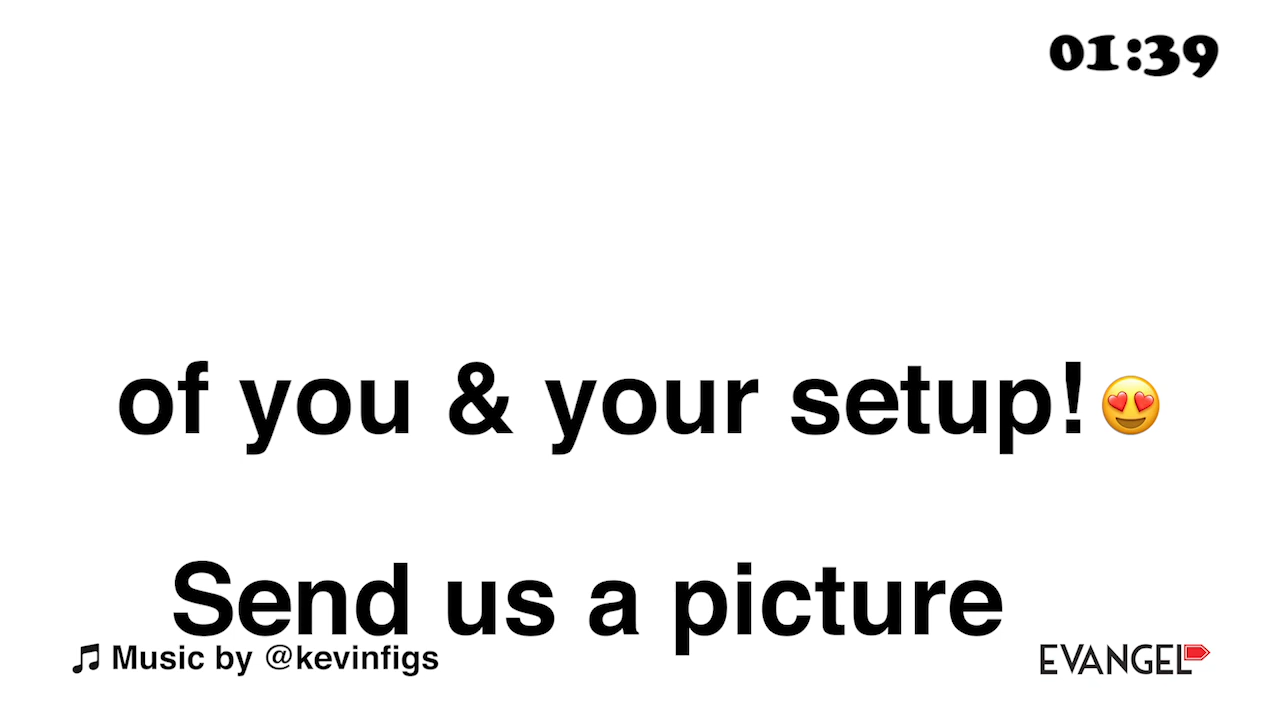 01:39
of you & your setup!😍
Send us a picture
🎵 Music by @kevinfigs
EVANGEL